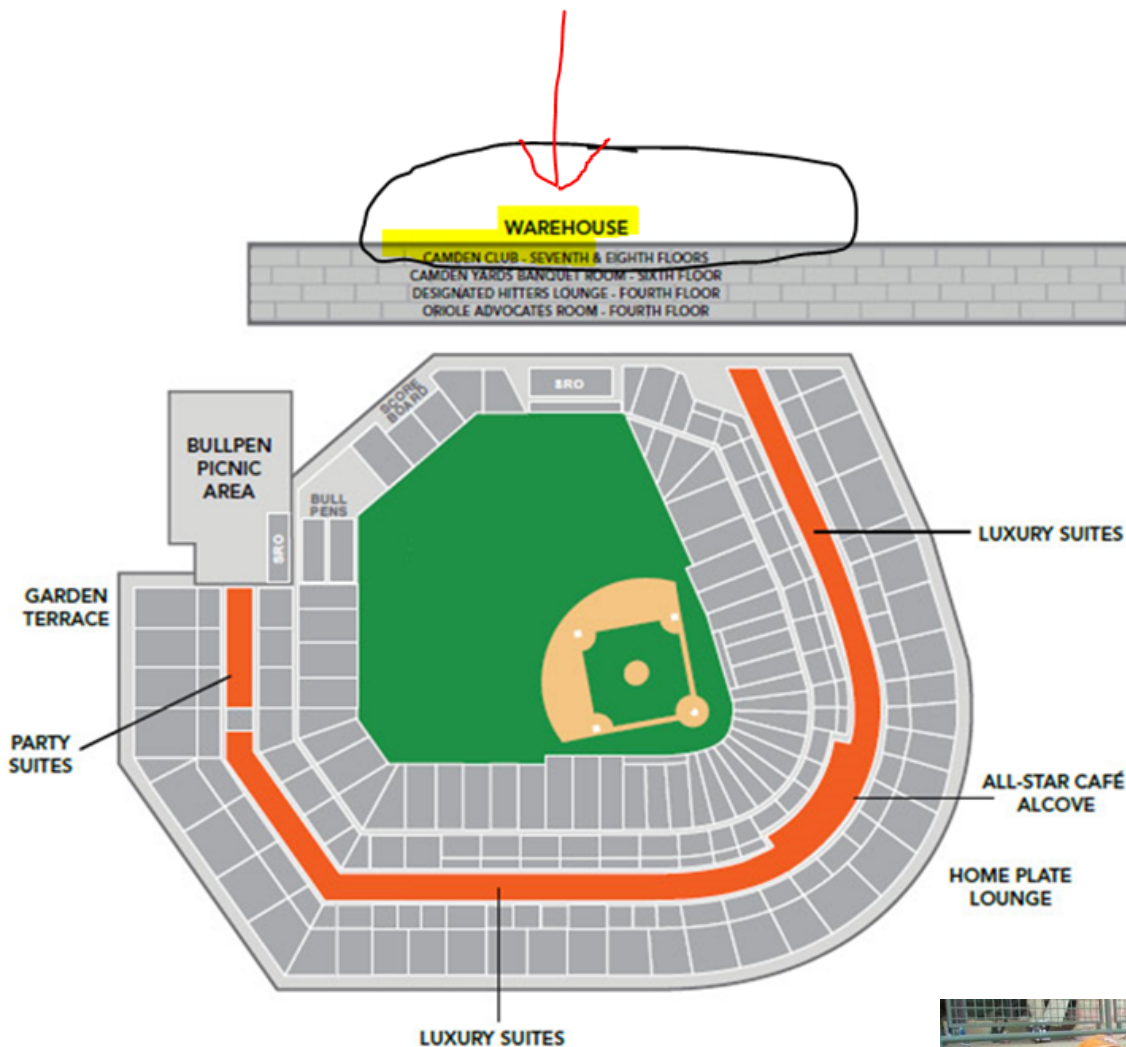 WAREHOUSE
CAMDEN CLUB - SEVENTH & EIGHTH FLOORS
CAMDEN YARDS BANQUET ROOM - SIXTH FLOOR
DESIGNATED HITTERS LOUNGE - FOURTH FLOOR
ORIOLE ADVOCATES ROOM - FOURTH FLOOR
SRO
SCORE
BOARD
BULLPEN
PICNIC
AREA
BULL
PENS
SRO
LUXURY SUITES
GARDEN
TERRACE
PARTY
SUITES
ALL-STAR CAFÉ
ALCOVE
HOME PLATE
LOUNGE
LUXURY SUITES